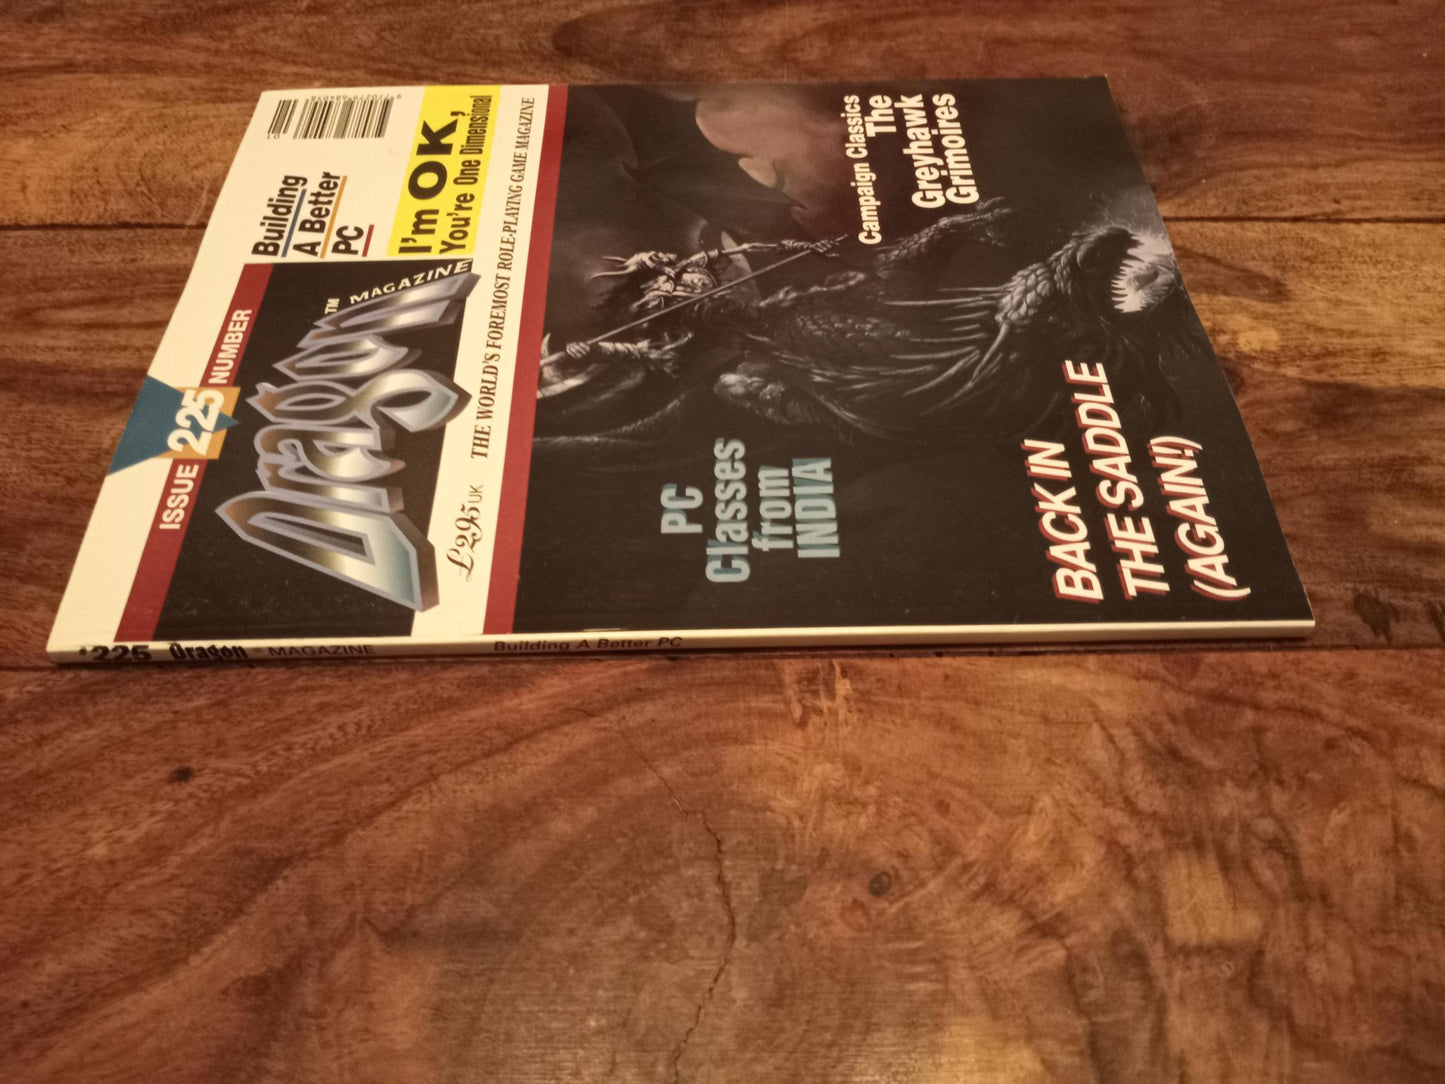 Building
A Better
PC
I'm OK,
You're One Dimensional
ISSUE 225 NUMBER
Dragon™ MAGAZINE
£2.95 UK
THE WORLD'S FOREMOST ROLE-PLAYING GAME MAGAZINE
Campaign Classics
The
Greyhawk
Grimoires
PC
Classes
from
INDIA
BACK IN
THE SADDLE
(AGAIN!)
#225 Dragon® MAGAZINE Building A Better PC